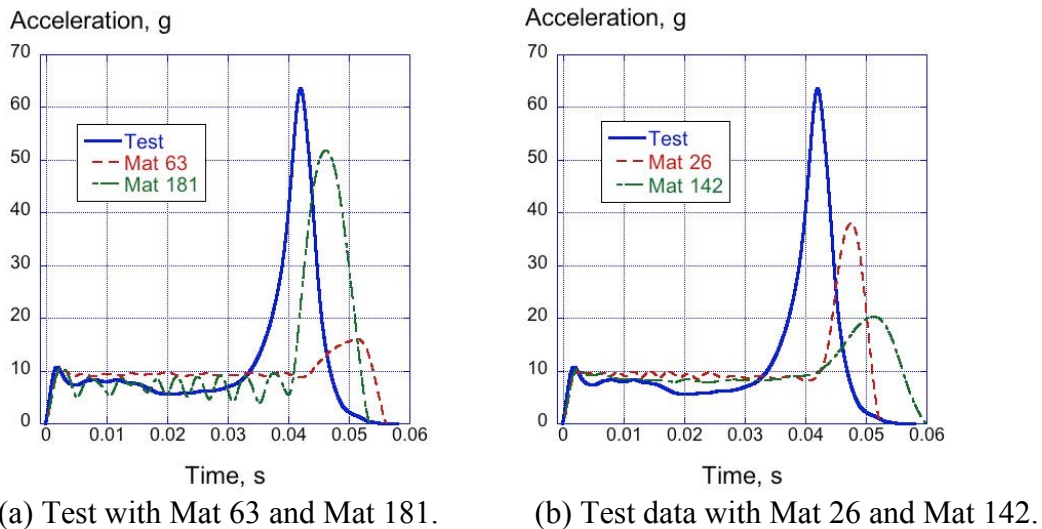 Acceleration, g
70
60
50
40
30
20
10
0
Test
Mat 63
Mat 181
0 0.01 0.02 0.03 0.04 0.05 0.06
Time, s
(a) Test with Mat 63 and Mat 181.
Acceleration, g
70
60
50
40
30
20
10
0
Test
Mat 26
Mat 142
0 0.01 0.02 0.03 0.04 0.05 0.06
Time, s
(b) Test data with Mat 26 and Mat 142.